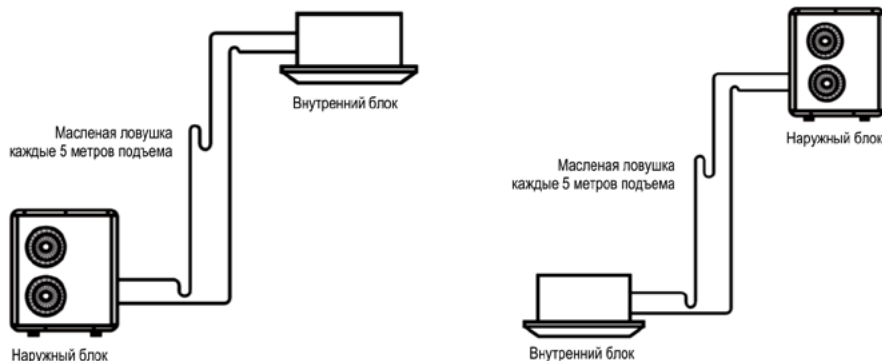 Внутренний блок
Масленая ловушка
каждые 5 метров подъема
Наружный блок
Наружный блок
Масленая ловушка
каждые 5 метров подъема
Внутренний блок